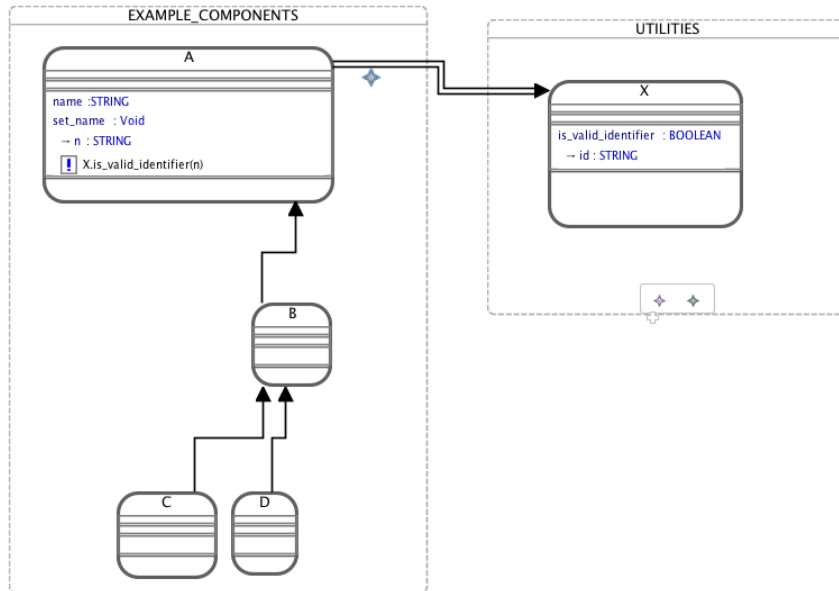 EXAMPLE_COMPONENTS
A
name :STRING
set_name : Void
→ n : STRING
! X.is_valid_identifier(n)
B
C
D
UTILITIES
X
is_valid_identifier : BOOLEAN
→ id : STRING